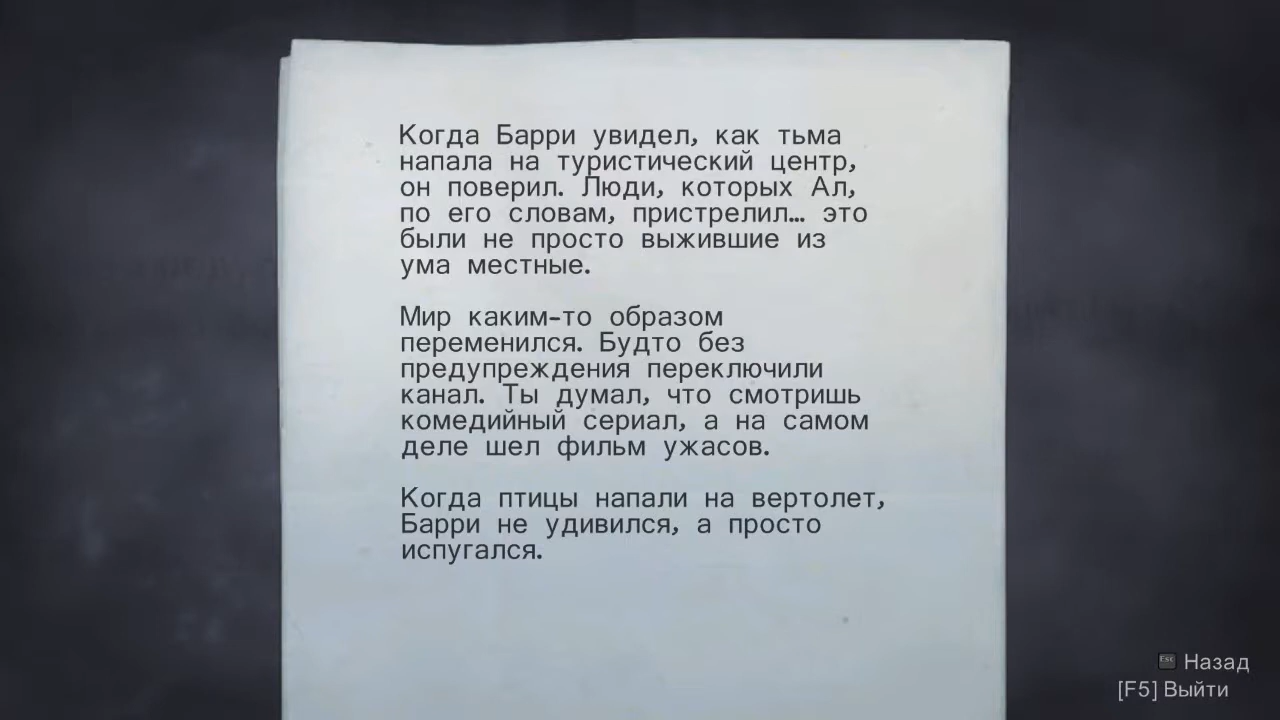 Когда Барри увидел, как тьма
напала на туристический центр,
он поверил. Люди, которых Ал,
по его словам, пристрелил… это
были не просто выжившие из
ума местные.
Мир каким-то образом
переменился. Будто без
предупреждения переключили
канал. Ты думал, что смотришь
комедийный сериал, а на самом
деле шел фильм ужасов.
Когда птицы напали на вертолет,
Барри не удивился, а просто
испугался.
Esc Назад
[F5] Выйти